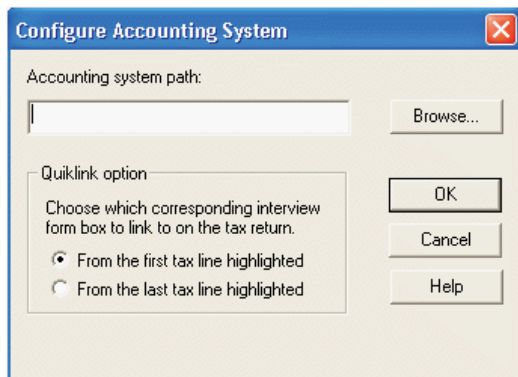 Configure Accounting System
Accounting system path:
Browse...
Quiklink option
Choose which corresponding interview
form box to link to on the tax return.
From the first tax line highlighted
From the last tax line highlighted
OK
Cancel
Help